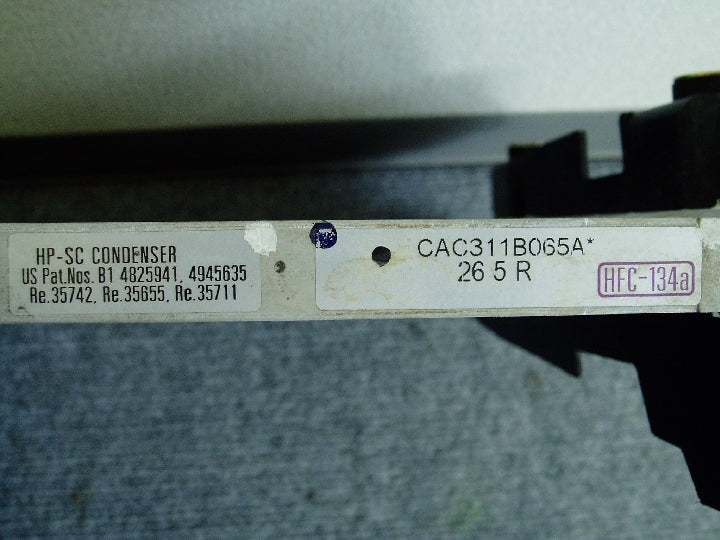 HP-SC CONDENSER
US Pat.Nos. B1 4825941, 4945635
Re.35742, Re.35655, Re.35711
CAC311B065A*
26 5 R
HFC-134a